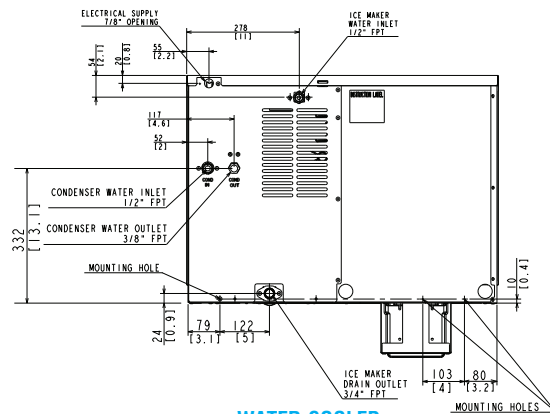 ELECTRICAL SUPPLY
7/8" OPENING
278
[11]
ICE MAKER
WATER INLET
1/2" FPT
55
[2.2]
54
[2.1]
20
[0.8]
117
[4.6]
52
[2]
INSTRUCTION LABEL
COND
IN
COND
OUT
CONDENSER WATER INLET
1/2" FPT
CONDENSER WATER OUTLET
3/8" FPT
332
[13.1]
MOUNTING HOLE
10
[0.4]
24
[0.9]
79
[3.1]
122
[5]
103
[4]
80
[3.2]
ICE MAKER
DRAIN OUTLET
3/4" FPT
MOUNTING HOLES
WATER-COOLED